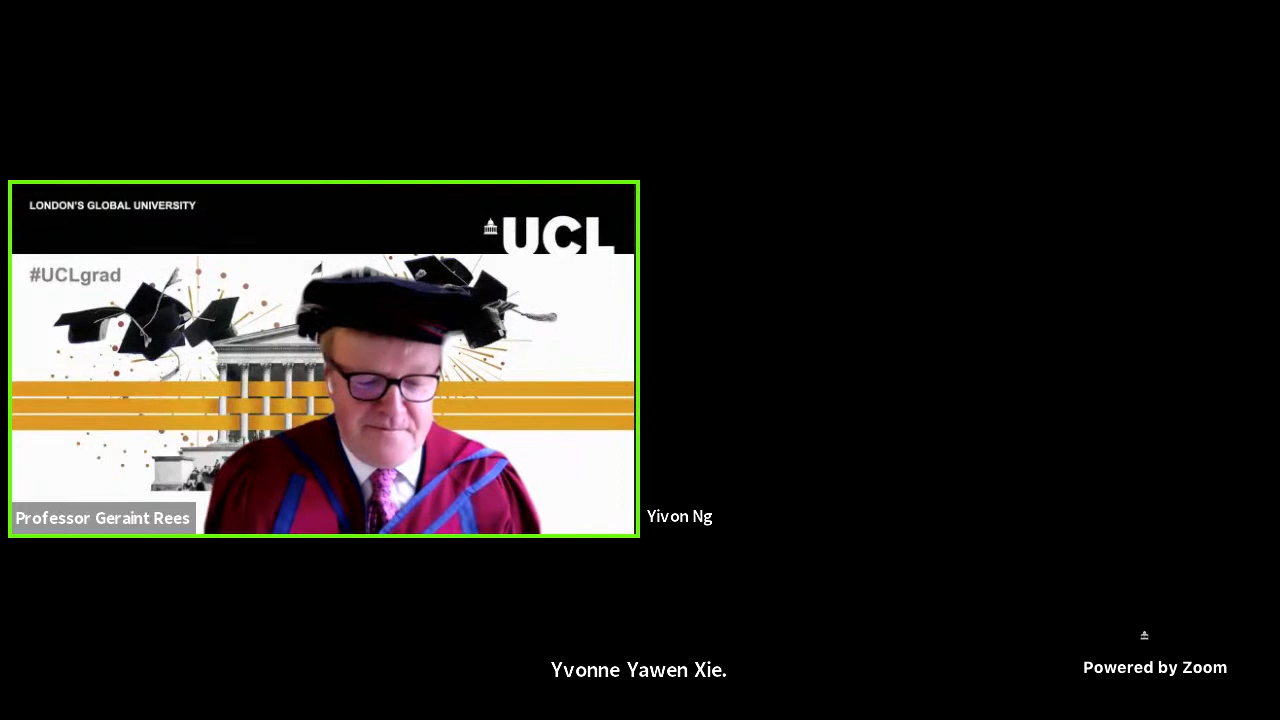 LONDON'S GLOBAL UNIVERSITY
UCL
#UCLgrad
Professor Geraint Rees
Yivon Ng
Yvonne Yawen Xie.
Powered by Zoom